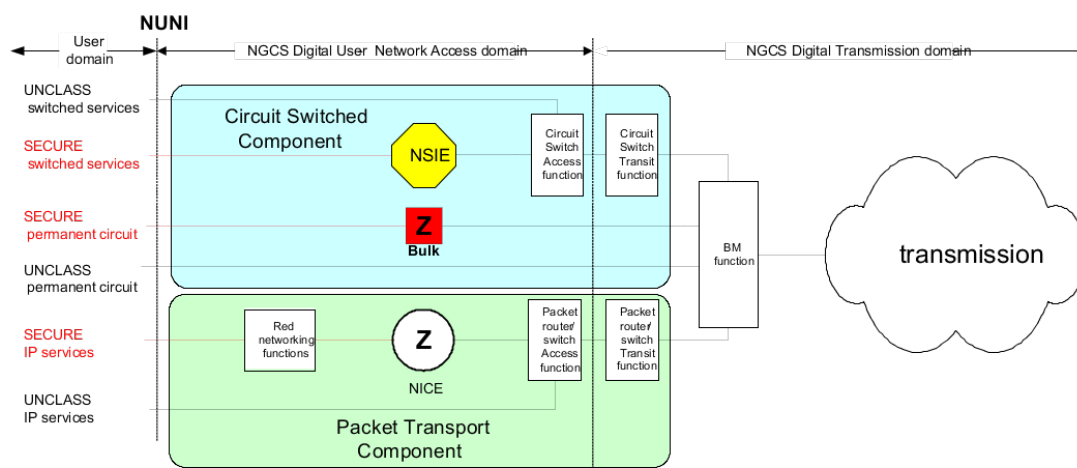 NUNI
User
domain
NGCS Digital User Network Access domain
NGCS Digital Transmission domain
UNCLASS
switched services
Circuit Switched
Component
SECURE
switched services
NSIE
Circuit
Switch
Access
function
Circuit
Switch
Transit
function
SECURE
permanent circuit
Z
Bulk
UNCLASS
permanent circuit
BM
function
transmission
SECURE
IP services
Red
networking
functions
Z
NICE
Packet
router/
switch
Access
function
Packet
router/
switch
Transit
function
UNCLASS
IP services
Packet Transport
Component